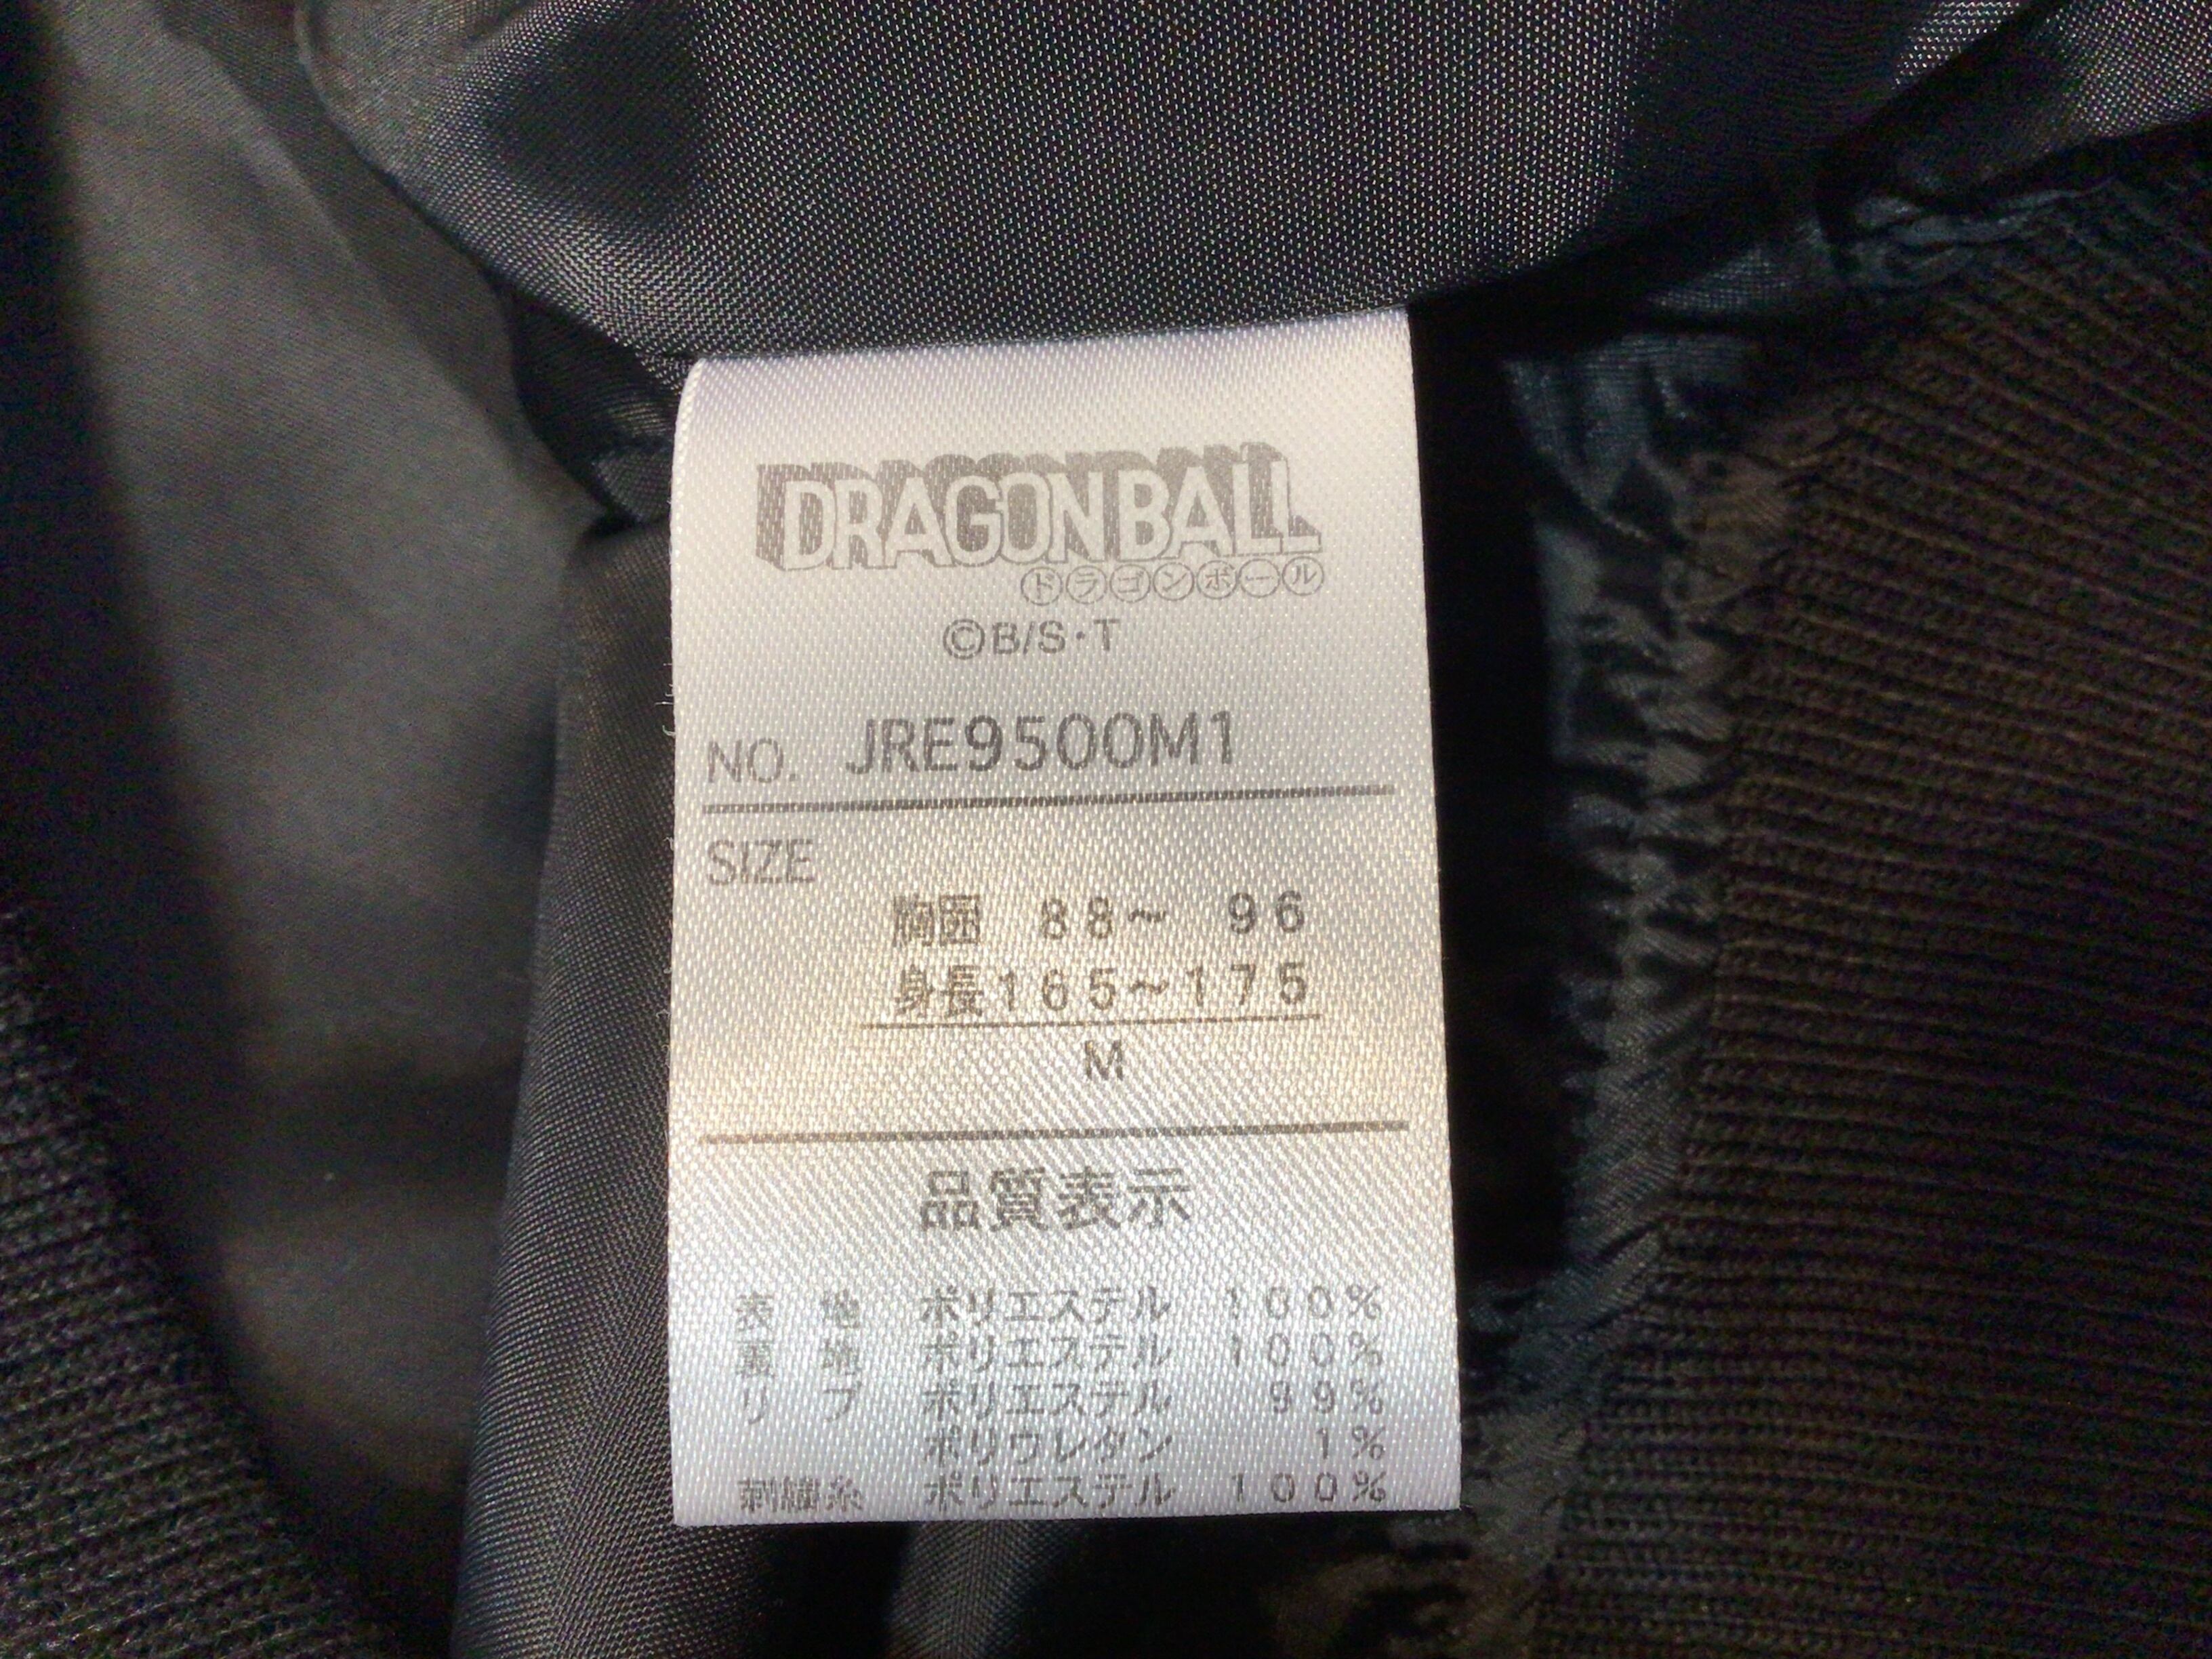 DRAGON BALL
ドラゴンボール
©B/S・T
NO. JRE9500M1
SIZE
胸囲 88～ 96
身長165～175
M
品質表示
表 地 ポリエステル 100%
裏 地 ポリエステル 100%
リ ブ ポリエステル 99%
ポリウレタン 1%
刺繍糸 ポリエステル 100%